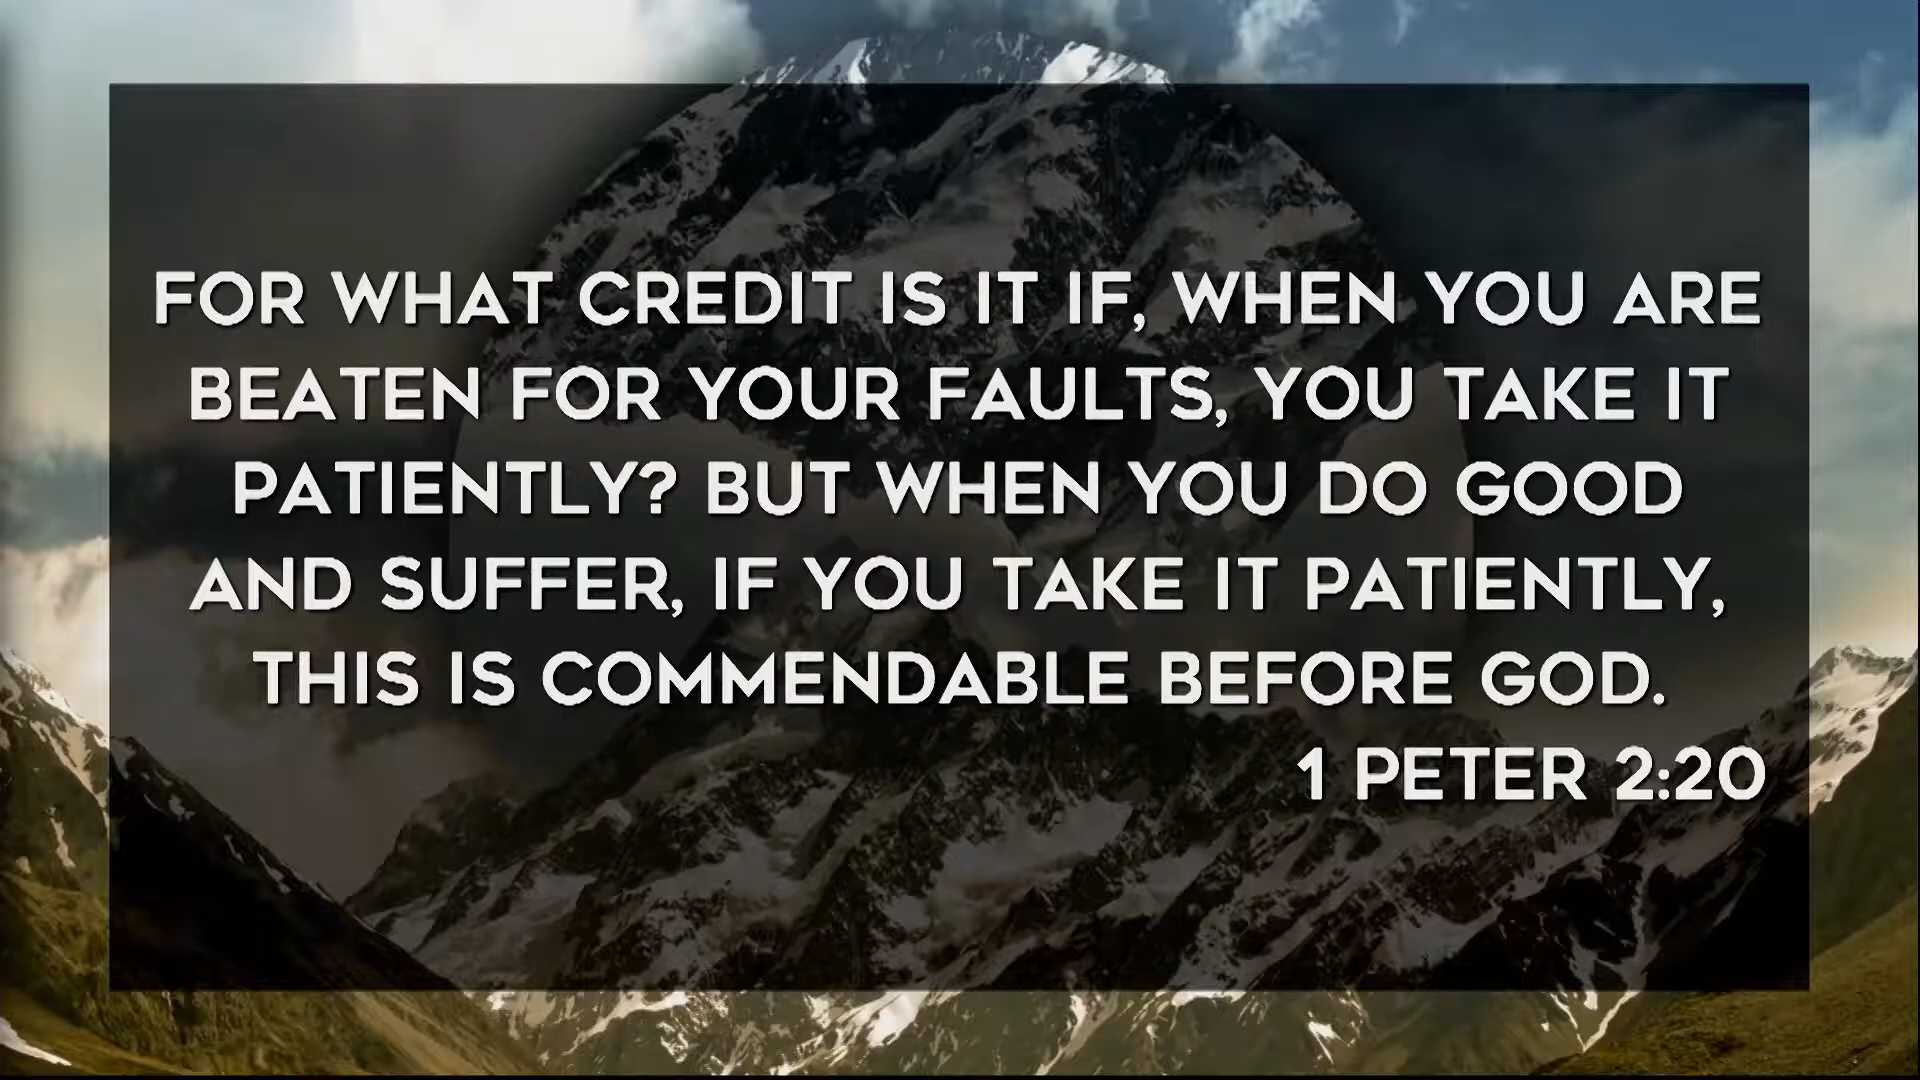 FOR WHAT CREDIT IS IT IF, WHEN YOU ARE
BEATEN FOR YOUR FAULTS, YOU TAKE IT
PATIENTLY? BUT WHEN YOU DO GOOD
AND SUFFER, IF YOU TAKE IT PATIENTLY,
THIS IS COMMENDABLE BEFORE GOD.
1 PETER 2:20